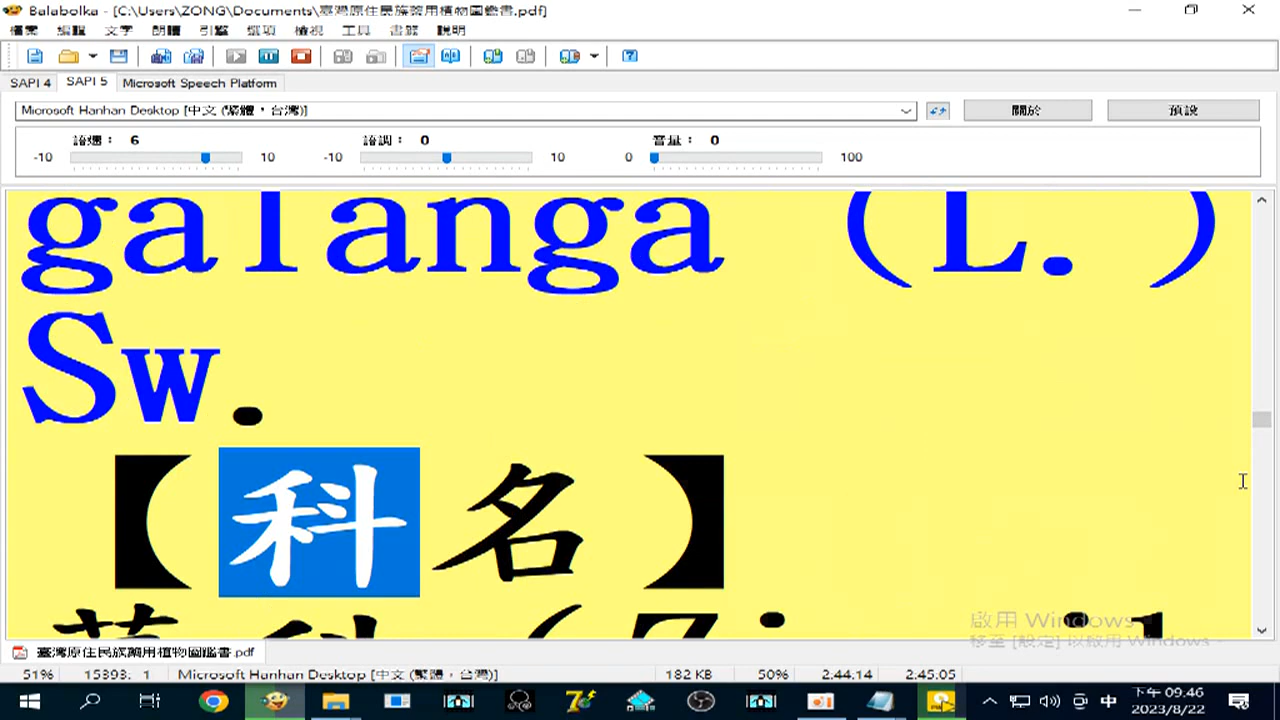 Balabolka - [C:\Users\ZONG\Documents\臺灣原住民族藥用植物圖鑑書.pdf]
檔案 編輯 文字 朗讀 引擎 選項 檢視 工具 書籤 說明
SAPI 4 SAPI 5 Microsoft Speech Platform
Microsoft Hanhan Desktop [中文 (繁體，台灣)] 關於 預設
語速： 6 語調： 0 音量： 0
-10 10 -10 10 0 100
galanga (L.)
Sw.
【科名】
啟用 Windows
移至 [設定] 以啟用 Windows。
臺灣原住民族藥用植物圖鑑書.pdf
51% 15393: 1 Microsoft Hanhan Desktop [中文 (繁體，台灣)] 182 KB 50% 2.44.14 2.45.05
中 下午 09:46
2023/8/22